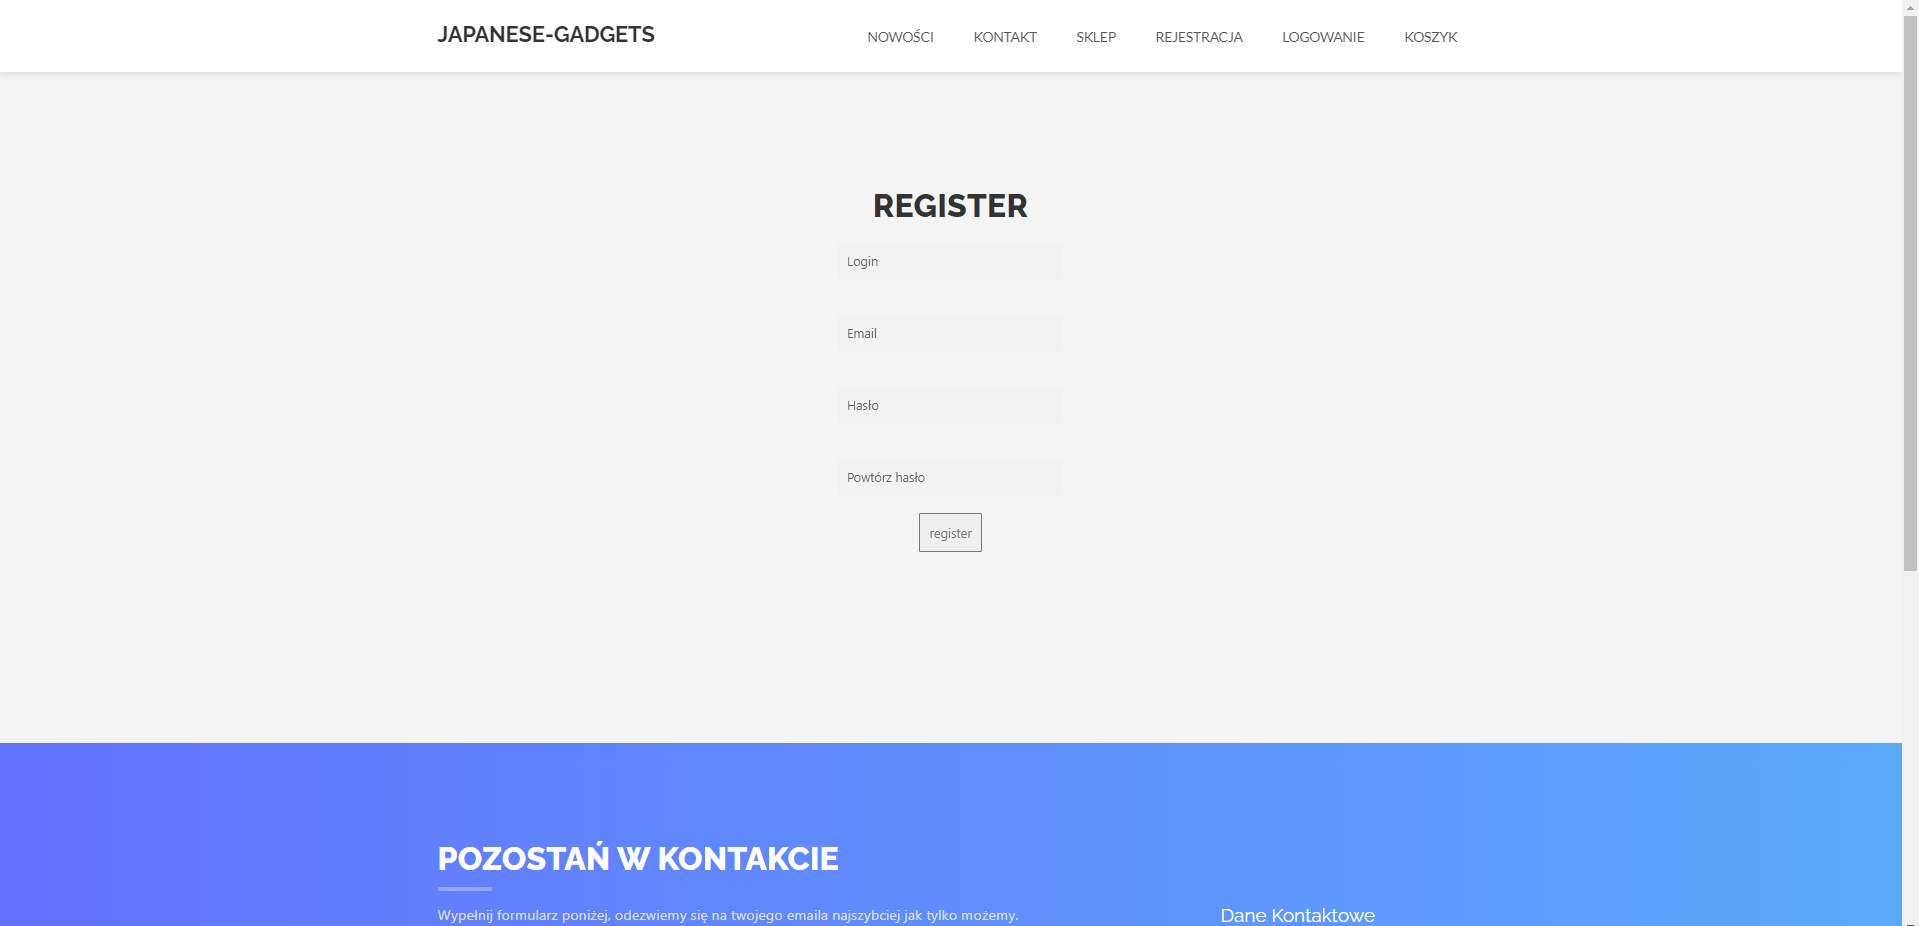 JAPANESE-GADGETS
NOWOŚCI KONTAKT SKLEP REJESTRACJA LOGOWANIE KOSZYK
REGISTER
Login
Email
Hasło
Powtórz hasło
register
POZOSTAŃ W KONTAKCIE
Wypełnij formularz poniżej, odezwiemy się na twojego emaila najszybciej jak tylko możemy.
Dane Kontaktowe